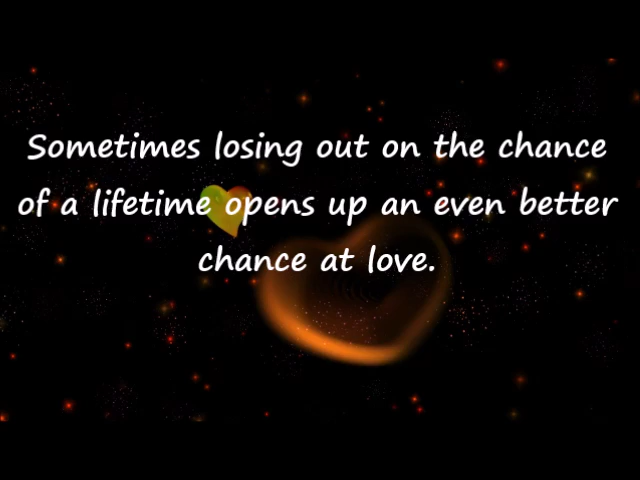 Sometimes losing out on the chance
of a lifetime opens up an even better
chance at love.